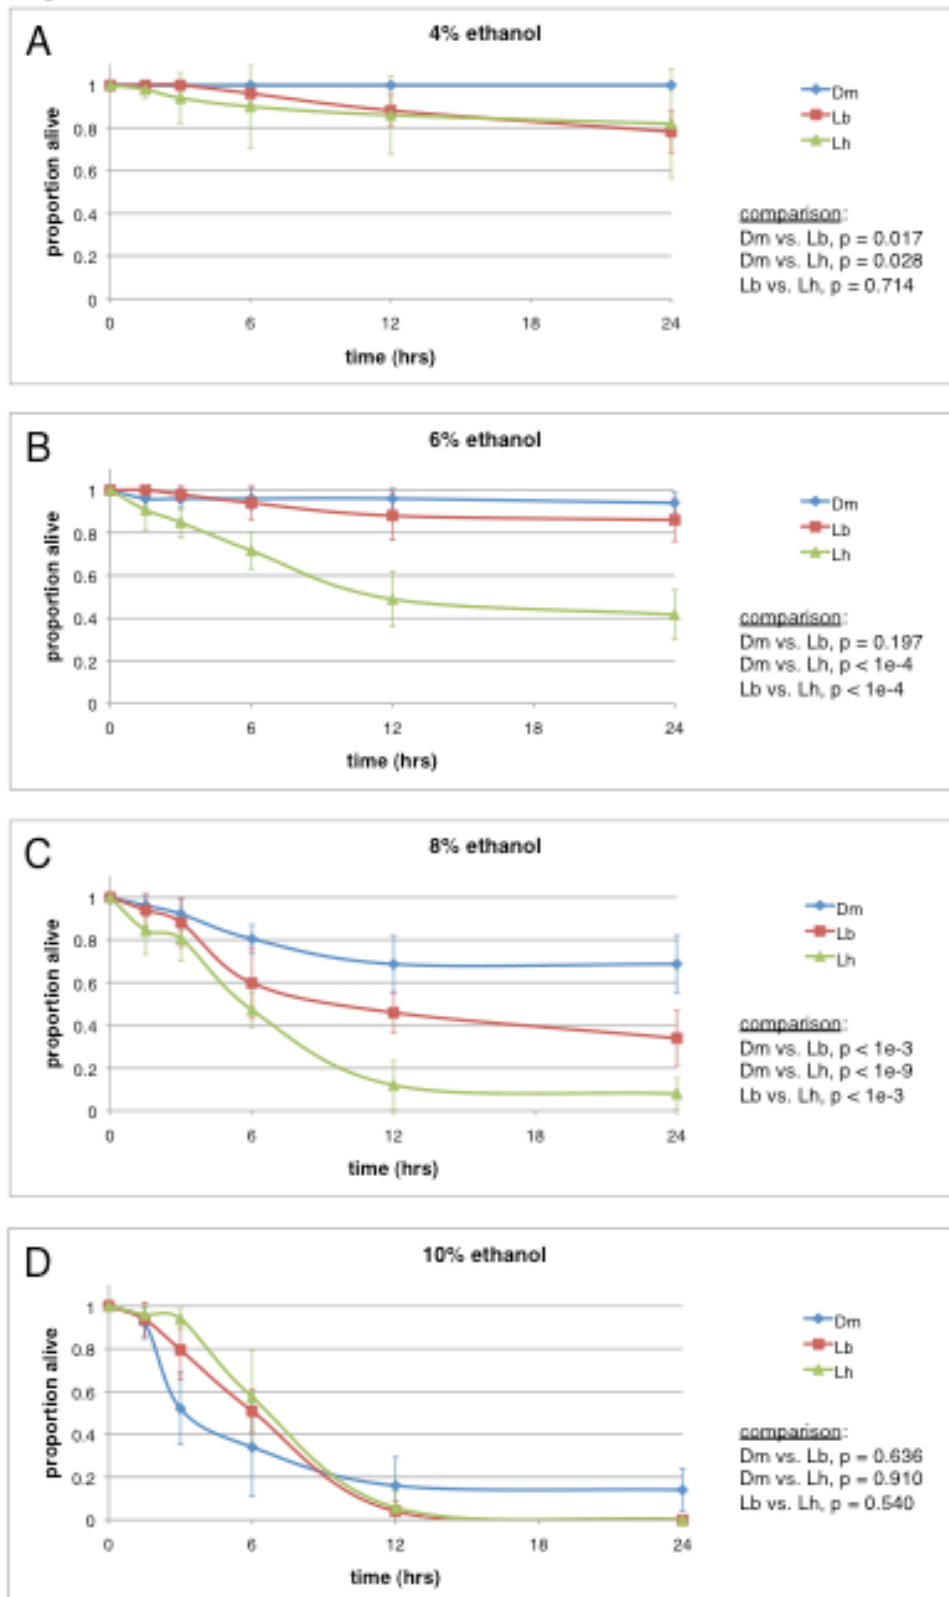 A
4% ethanol
proportion alive
1
0.8
0.6
0.4
0.2
0
0 6 12 18 24
time (hrs)
Dm
Lb
Lh
comparison:
Dm vs. Lb, p = 0.017
Dm vs. Lh, p = 0.028
Lb vs. Lh, p = 0.714
B
6% ethanol
proportion alive
1
0.8
0.6
0.4
0.2
0
0 6 12 18 24
time (hrs)
Dm
Lb
Lh
comparison:
Dm vs. Lb, p = 0.197
Dm vs. Lh, p < 1e-4
Lb vs. Lh, p < 1e-4
C
8% ethanol
proportion alive
1
0.8
0.6
0.4
0.2
0
0 6 12 18 24
time (hrs)
Dm
Lb
Lh
comparison:
Dm vs. Lb, p < 1e-3
Dm vs. Lh, p < 1e-9
Lb vs. Lh, p < 1e-3
D
10% ethanol
proportion alive
1
0.8
0.6
0.4
0.2
0
0 6 12 18 24
time (hrs)
Dm
Lb
Lh
comparison:
Dm vs. Lb, p = 0.636
Dm vs. Lh, p = 0.910
Lb vs. Lh, p = 0.540